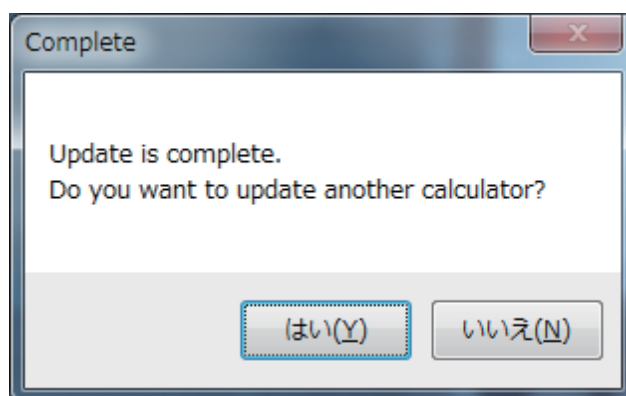 Complete
Update is complete.
Do you want to update another calculator?
はい(Y) いいえ(N)